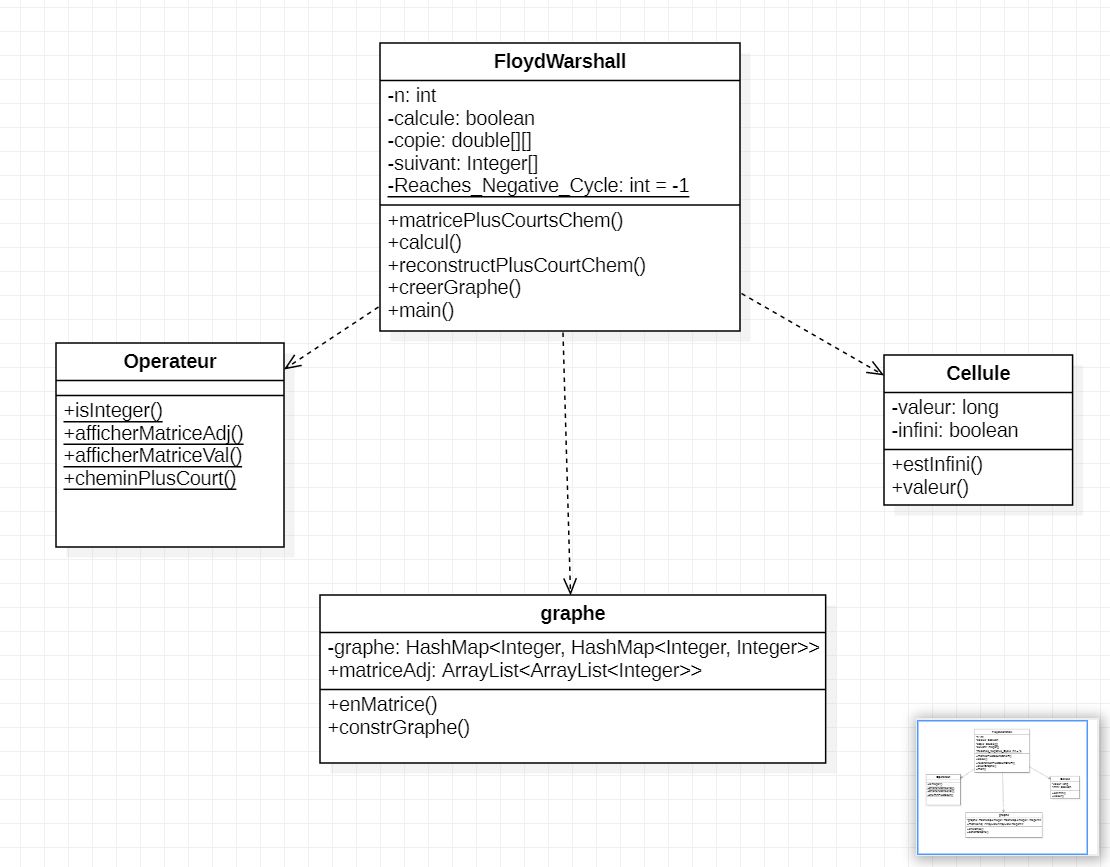 FloydWarshall
-n: int
-calcule: boolean
-copie: double[][]
-suivant: Integer[]
-Reaches_Negative_Cycle: int = -1
+matricePlusCourtsChem()
+calcul()
+reconstructPlusCourtChem()
+creerGraphe()
+main()
Operateur
+isInteger()
+afficherMatriceAdj()
+afficherMatriceVal()
+cheminPlusCourt()
Cellule
-valeur: long
-infini: boolean
+estInfini()
+valeur()
graphe
-graphe: HashMap<Integer, HashMap<Integer, Integer>>
+matriceAdj: ArrayList<ArrayList<Integer>>
+enMatrice()
+constrGraphe()